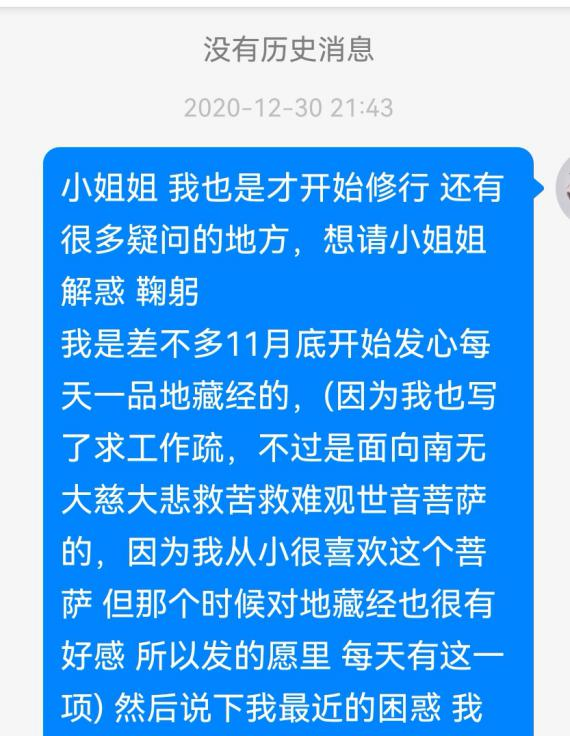 没有历史消息
2020-12-30 21:43
小姐姐 我也是才开始修行 还有
很多疑问的地方，想请小姐姐
解惑 鞠躬
我是差不多11月底开始发心每
天一品地藏经的，(因为我也写
了求工作疏，不过是面向南无
大慈大悲救苦救难观世音菩萨
的，因为我从小很喜欢这个菩
萨 但那个时候对地藏经也很有
好感 所以发的愿里 每天有这一
项) 然后说下我最近的困惑 我